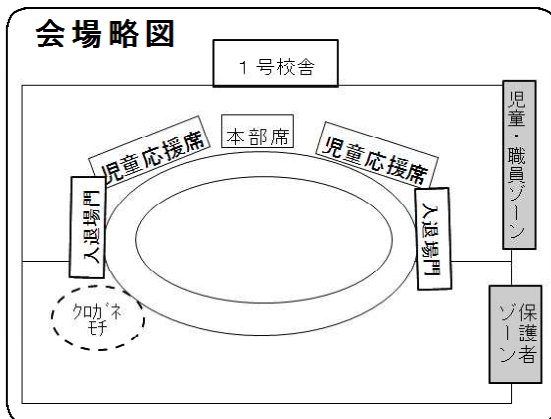 会場略図
1号校舎
児童応援席
本部席
児童応援席
児童・職員ゾーン
入退場門
入退場門
クロガネ
モチ
保護者
ゾーン